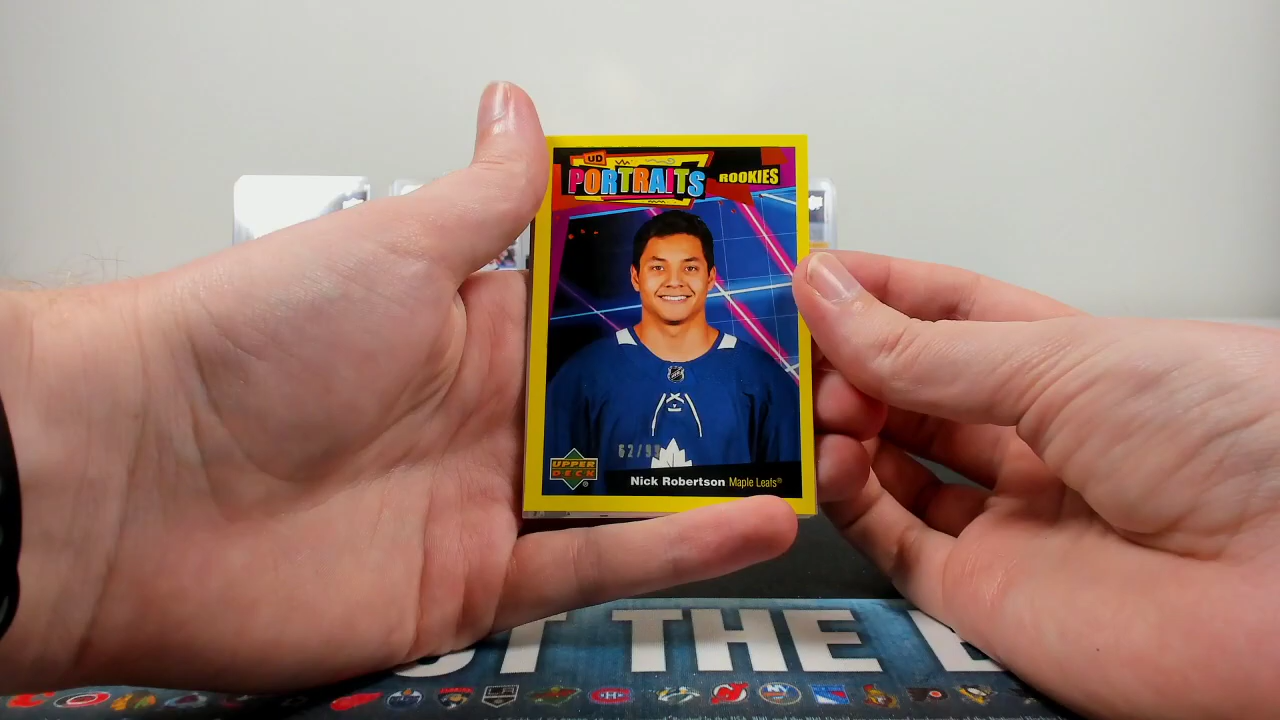 UD
PORTRAITS
ROOKIES
62/99
UPPER
DECK
Nick Robertson Maple Leafs®
THE